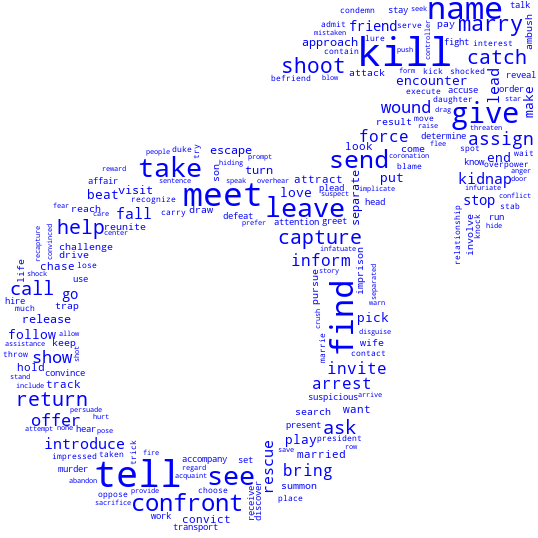 condemn stay seek name talk
admit friend serve pay marry ambush
mistaken lure push controller fight interest
approach contain kill catch
shoot attack form kick shocked reveal
befriend blow encounter lead order
execute accuse make
daughter star
wound drag give
result move raise threaten
force determine assign
people duke try escape look come flee spot wait
hiding prompt send coronation know end overpower
reward take turn blame anger
sentence son speak overhear attract put kidnap door
affair visit meet love plead suspect implicate infuriate
beat recognize separate head stop conflict
fear care carry draw leave stab
reach fall defeat attention greet relationship run
help reunite prefer involve knock hide
recapture convinced center capture
challenge infatuate
drive inform imprison
life chase lose story separated
shock use pursue warn
call go find
hire much trap crush
release pick
follow allow disguise
assistance keep marrie wife
throw show shot contact
hold convince invite
stand track arrest
include suspicious arrive
return search want
persuade
offer hurt present ask
attempt none hear pose play president
introduce row
impressed taken trick fire rescue save married
tell accompany set
murder regard see bring
abandon acquaint summon
oppose provide choose receive discover
sacrifice confront place
work convict
transport